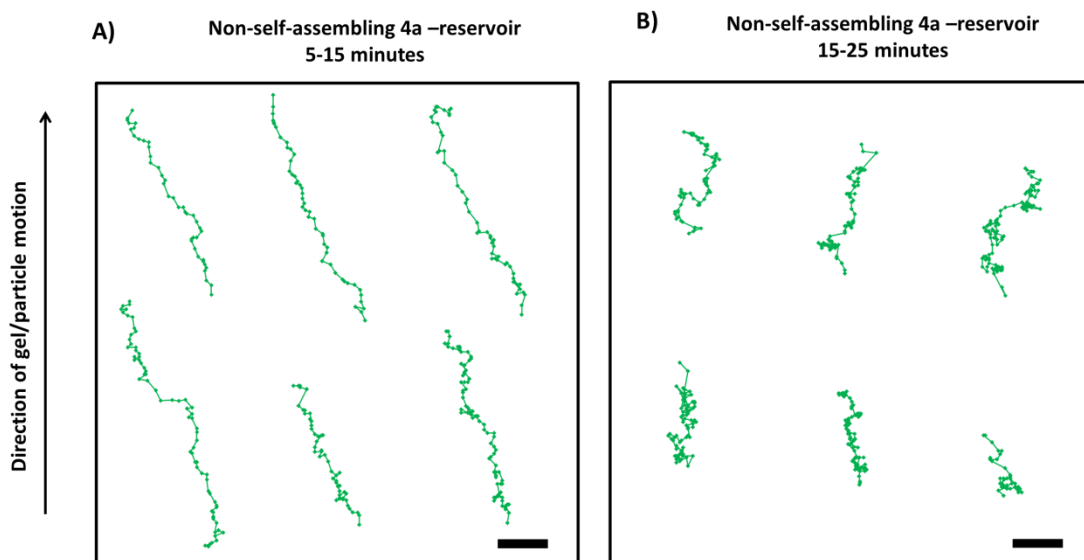 A)
Non-self-assembling 4a –reservoir
5-15 minutes
B)
Non-self-assembling 4a –reservoir
15-25 minutes
Direction of gel/particle motion